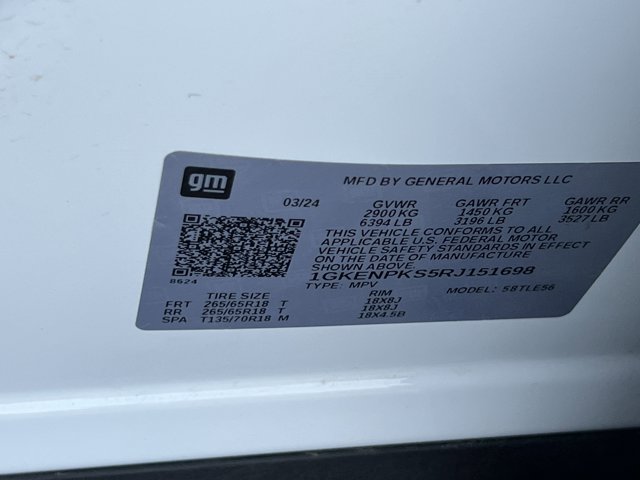 gm
MFD BY GENERAL MOTORS LLC
03/24 GVWR GAWR FRT GAWR RR
2900 KG 1450 KG 1600 KG
6394 LB 3196 LB 3527 LB
THIS VEHICLE CONFORMS TO ALL
APPLICABLE U.S. FEDERAL MOTOR
VEHICLE SAFETY STANDARDS IN EFFECT
ON THE DATE OF MANUFACTURE
SHOWN ABOVE
1GKENPKS5RJ151698
8624
TYPE: MPV MODEL: 58TLE56
TIRE SIZE RIM
FRT 265/65R18 T 18X8J
RR 265/65R18 T 18X8J
SPA T135/70R18 M 18X4.5B